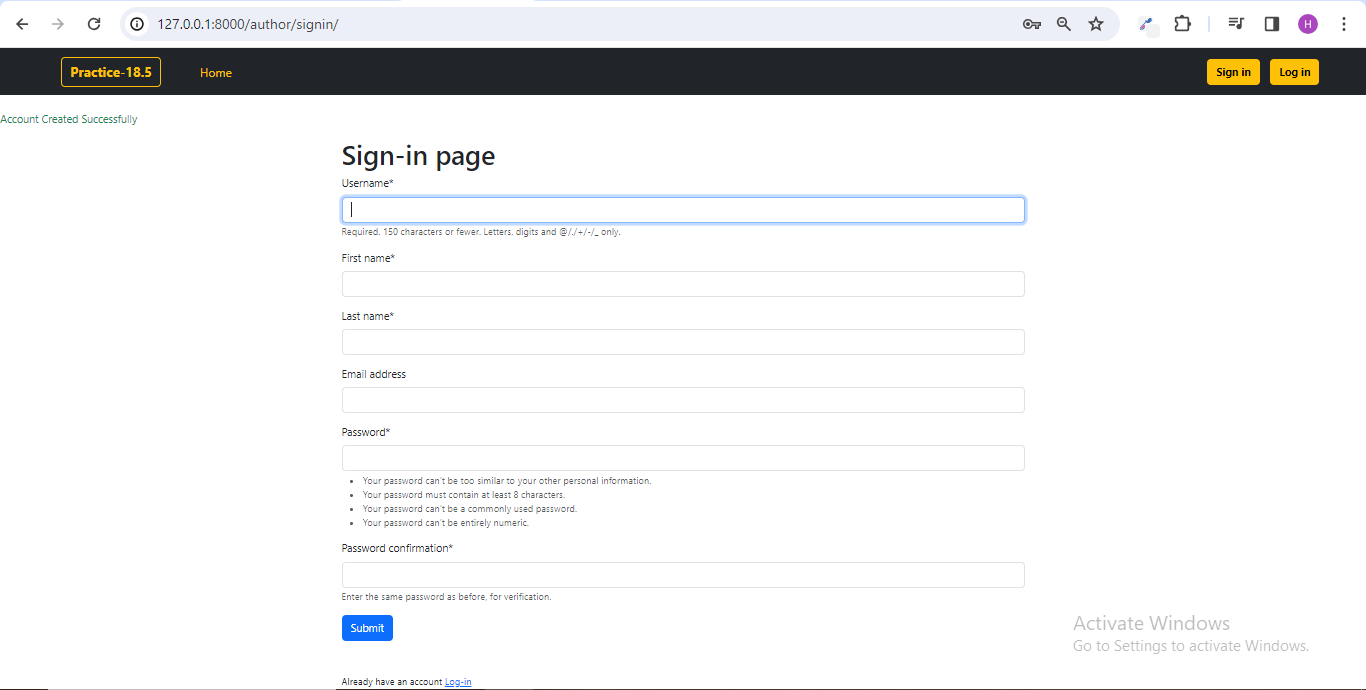 127.0.0.1:8000/author/signin/
H
Practice-18.5 Home Sign in Log in
Account Created Successfully
Sign-in page
Username*
Required. 150 characters or fewer. Letters, digits and @/./+/-/_ only.
First name*
Last name*
Email address
Password*
Your password can't be too similar to your other personal information.
Your password must contain at least 8 characters.
Your password can't be a commonly used password.
Your password can't be entirely numeric.
Password confirmation*
Enter the same password as before, for verification.
Submit
Activate Windows
Go to Settings to activate Windows.
Already have an account Log-in